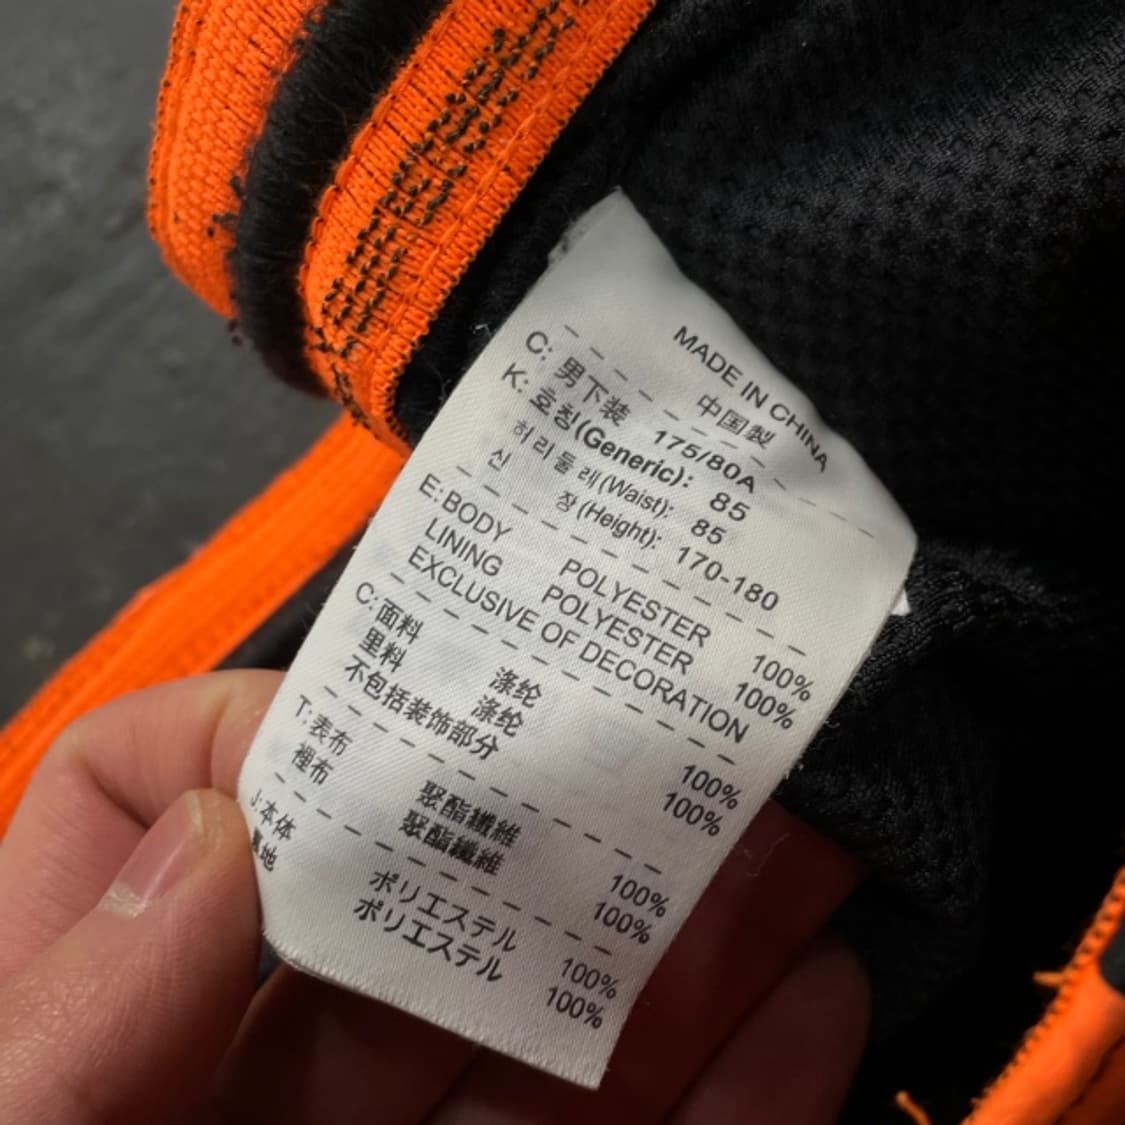 MADE IN CHINA
中国製
C: 男下装 175/80A
K: 호칭(Generic): 85
허리둘레(Waist): 85
신 장(Height): 170-180
E: BODY POLYESTER 100%
LINING POLYESTER 100%
EXCLUSIVE OF DECORATION
C: 面料 涤纶 100%
里料 涤纶 100%
不包括装饰部分
T: 表布 聚酯纖維 100%
裡布 聚酯纖維 100%
J: 本体 ポリエステル 100%
裏地 ポリエステル 100%